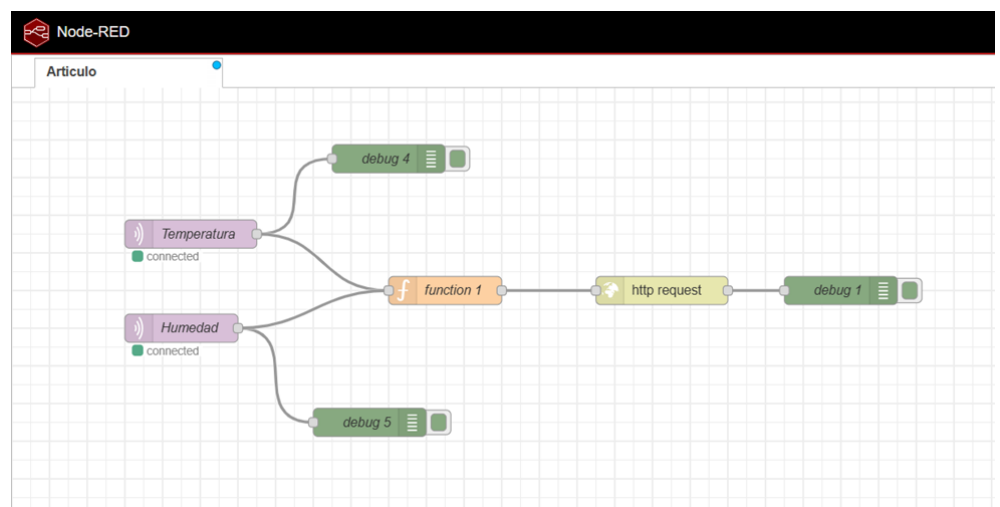 Node-RED
Articulo
debug 4
Temperatura
connected
function 1
http request
debug 1
Humedad
connected
debug 5